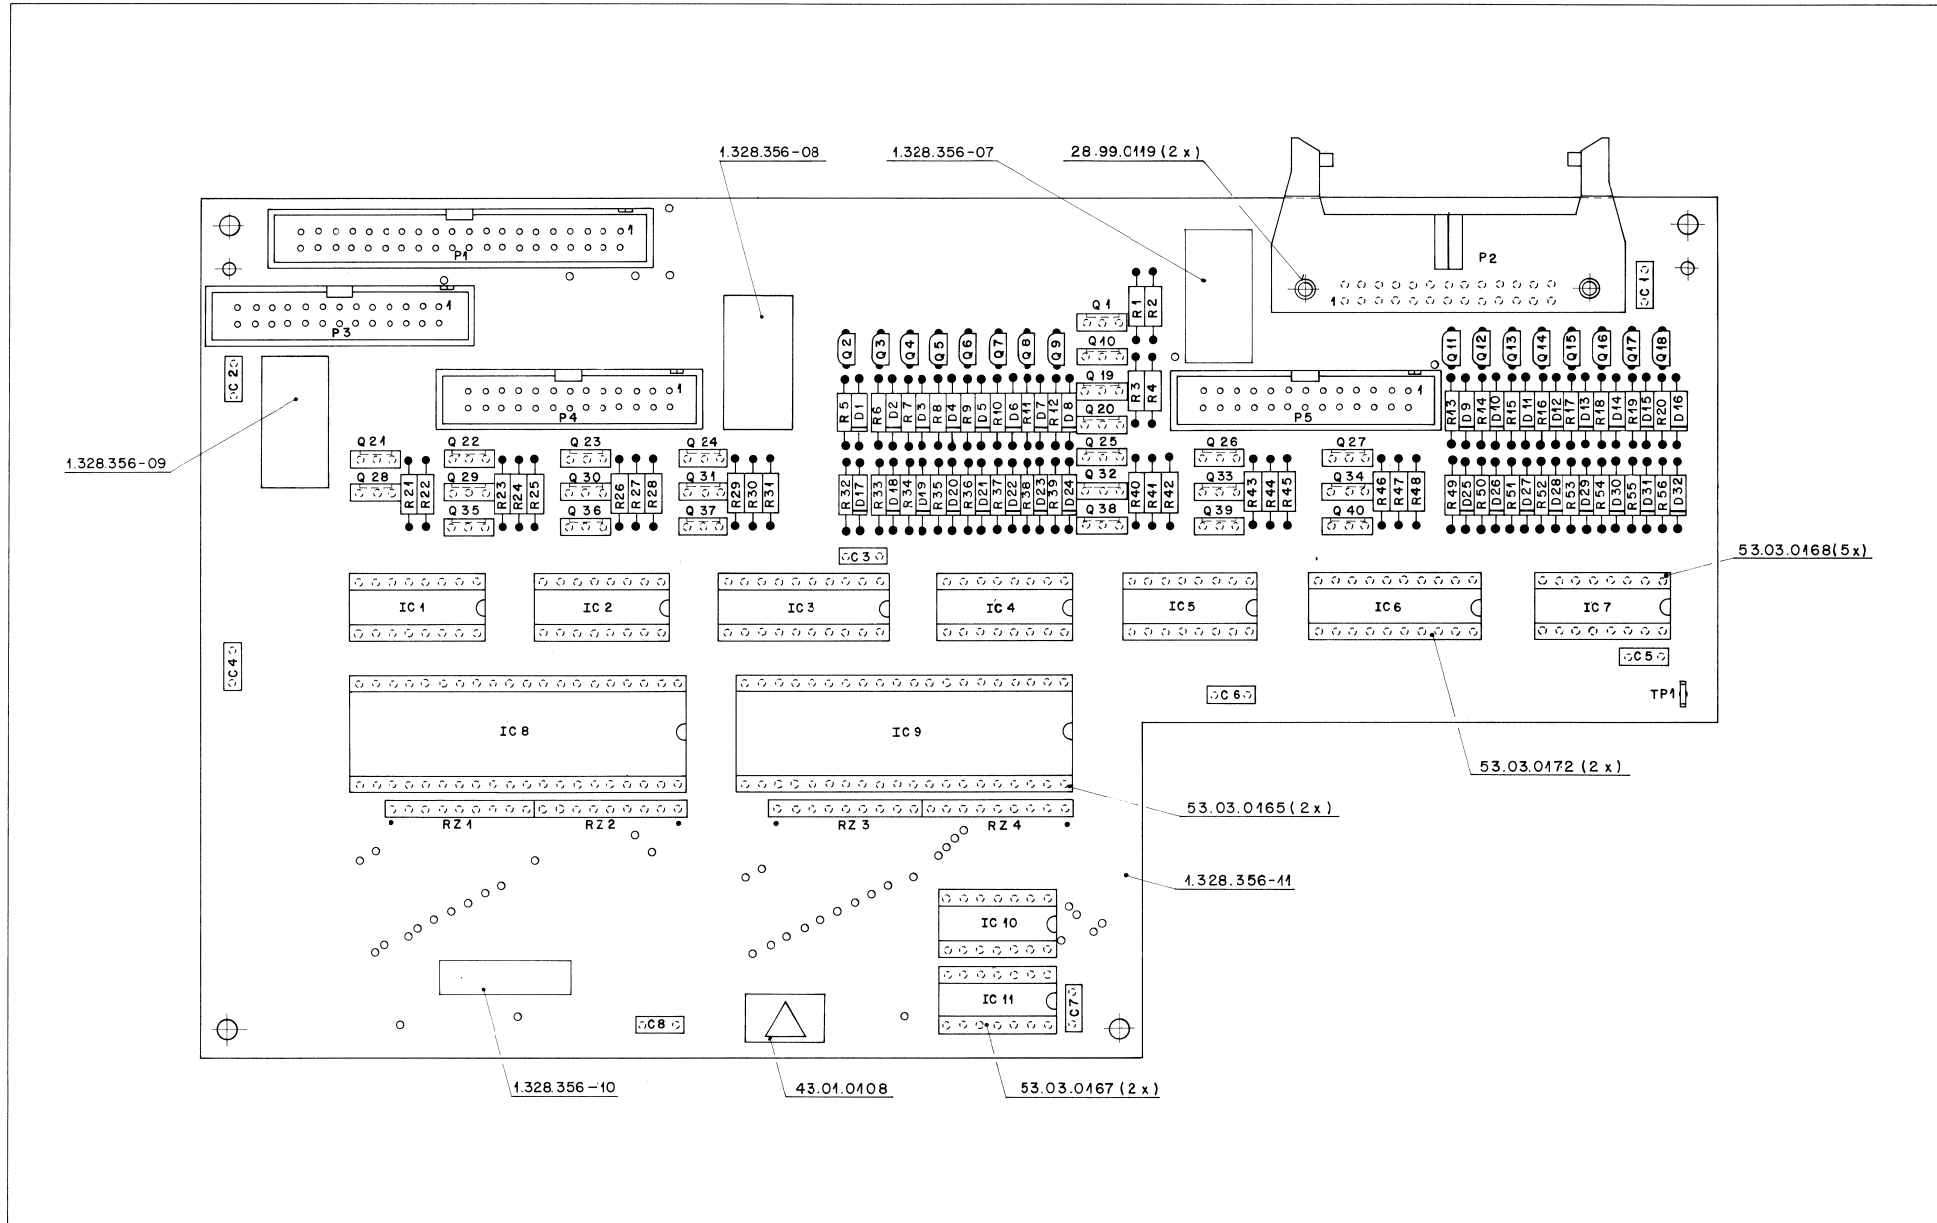 1.328.356-08
1.328.356-07
28.99.0119 (2 x)
P1
1
P2
1
C1
P3
1
Q1
R1
R2
Q2
Q3
Q4
Q5
Q6
Q7
Q8
Q9
Q10
Q11
Q12
Q13
Q14
Q15
Q16
Q17
Q18
C2
P4
1
R5
D1
R6
D2
R7
D3
R8
D4
R9
D5
R10
D6
R11
D7
R12
D8
Q19
R3
R4
Q20
P5
1
R13
D9
R14
D10
R15
D11
R16
D12
R17
D13
R18
D14
R19
D15
R20
D16
1.328.356-09
Q21
Q22
Q23
Q24
Q25
Q26
Q27
Q28
R21
R22
Q29
R23
R24
R25
Q30
R26
R27
R28
Q31
R29
R30
R31
R32
D17
R33
D18
R34
D19
R35
D20
R36
D21
R37
D22
R38
D23
R39
D24
Q32
R40
R41
R42
Q33
R43
R44
R45
Q34
R46
R47
R48
R49
D25
R50
D26
R51
D27
R52
D28
R53
D29
R54
D30
R55
D31
R56
D32
Q35
Q36
Q37
Q38
Q39
Q40
C3
53.03.0168(5x)
IC1
IC2
IC3
IC4
IC5
IC6
IC7
C4
C5
C6
TP1
IC8
IC9
53.03.0172 (2 x)
53.03.0165 (2 x)
RZ1
RZ2
RZ3
RZ4
1.328.356-11
IC10
IC11
C7
C8
1.328.356-10
43.01.0108
53.03.0167 (2 x)